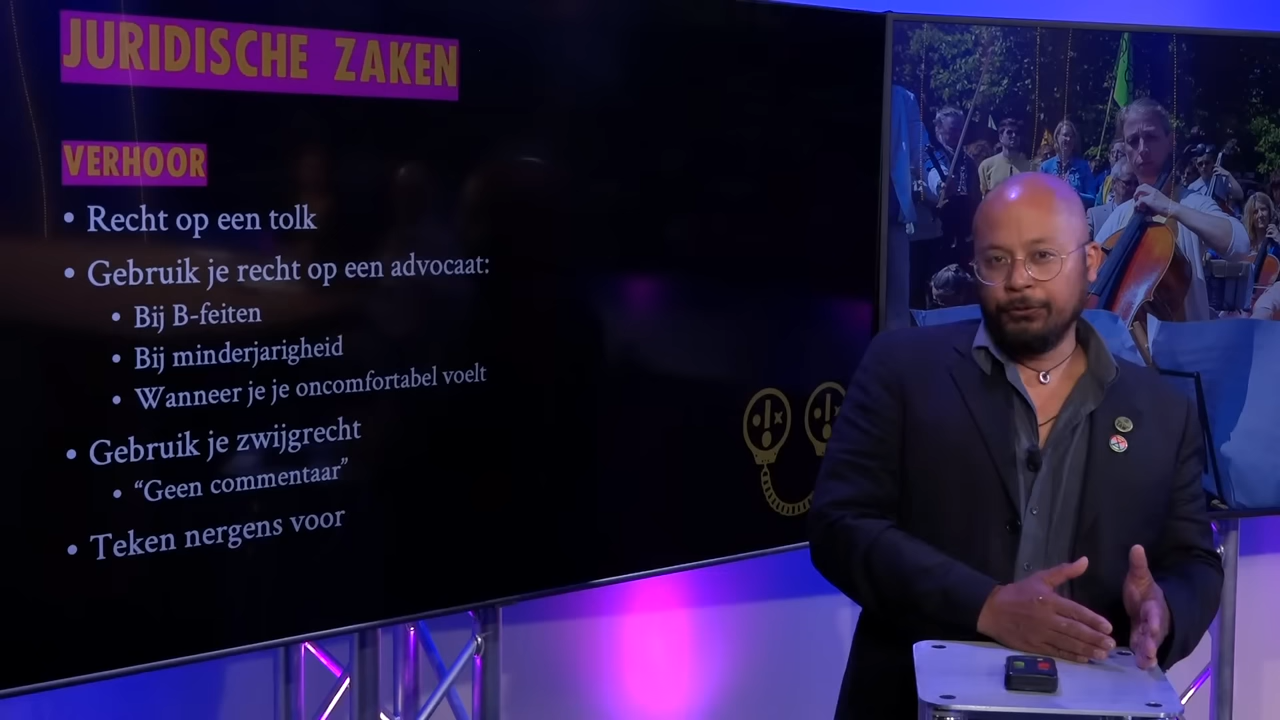 JURIDISCHE ZAKEN
VERHOOR
• Recht op een tolk
• Gebruik je recht op een advocaat:
• Bij B-feiten
• Bij minderjarigheid
• Wanneer je je oncomfortabel voelt
• Gebruik je zwijgrecht
• “Geen commentaar”
• Teken nergens voor